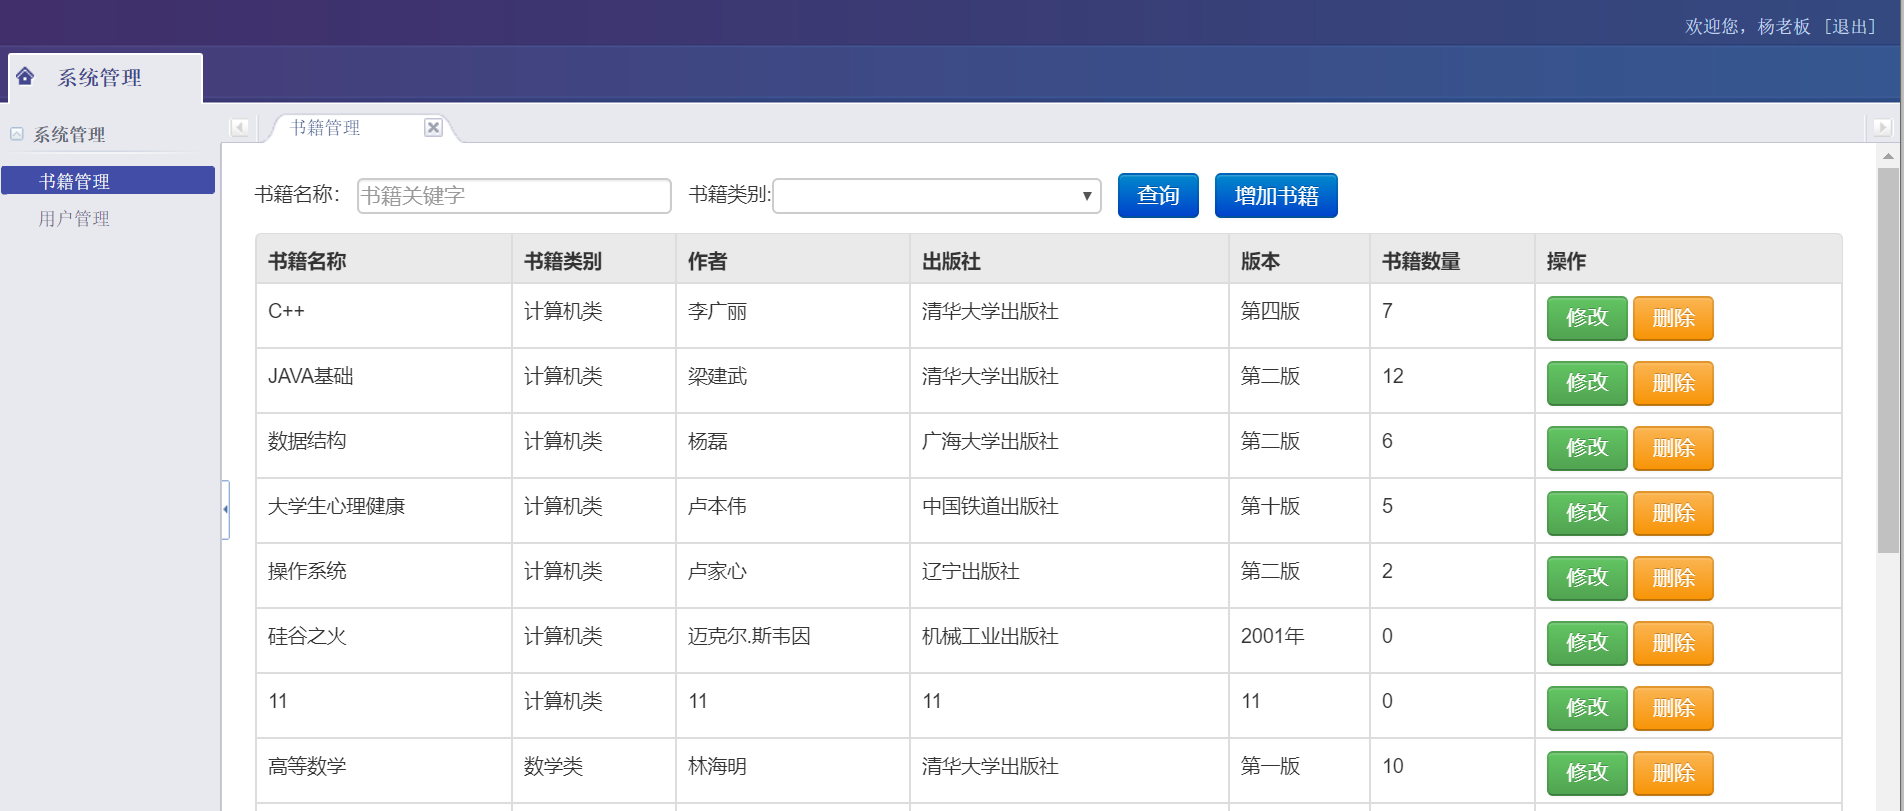 欢迎您，杨老板 [退出]
系统管理
系统管理
书籍管理
用户管理
书籍管理
书籍名称： 书籍关键字 书籍类别: 查询 增加书籍
书籍名称 书籍类别 作者 出版社 版本 书籍数量 操作
C++ 计算机类 李广丽 清华大学出版社 第四版 7 修改 删除
JAVA基础 计算机类 梁建武 清华大学出版社 第二版 12 修改 删除
数据结构 计算机类 杨磊 广海大学出版社 第二版 6 修改 删除
大学生心理健康 计算机类 卢本伟 中国铁道出版社 第十版 5 修改 删除
操作系统 计算机类 卢家心 辽宁出版社 第二版 2 修改 删除
硅谷之火 计算机类 迈克尔.斯韦因 机械工业出版社 2001年 0 修改 删除
11 计算机类 11 11 11 0 修改 删除
高等数学 数学类 林海明 清华大学出版社 第一版 10 修改 删除